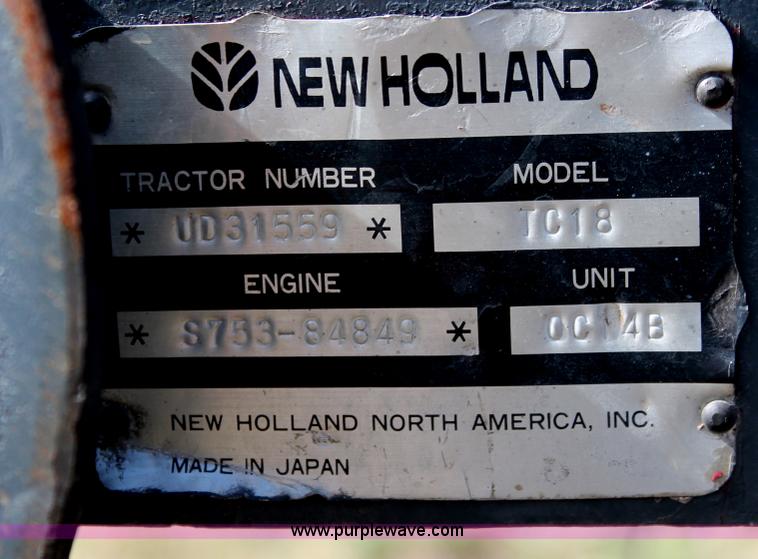 NEW HOLLAND
TRACTOR NUMBER MODEL
* UD31559 * TC18
ENGINE UNIT
* S753-84849 * 0C14B
NEW HOLLAND NORTH AMERICA, INC.
MADE IN JAPAN
www.purplewave.com